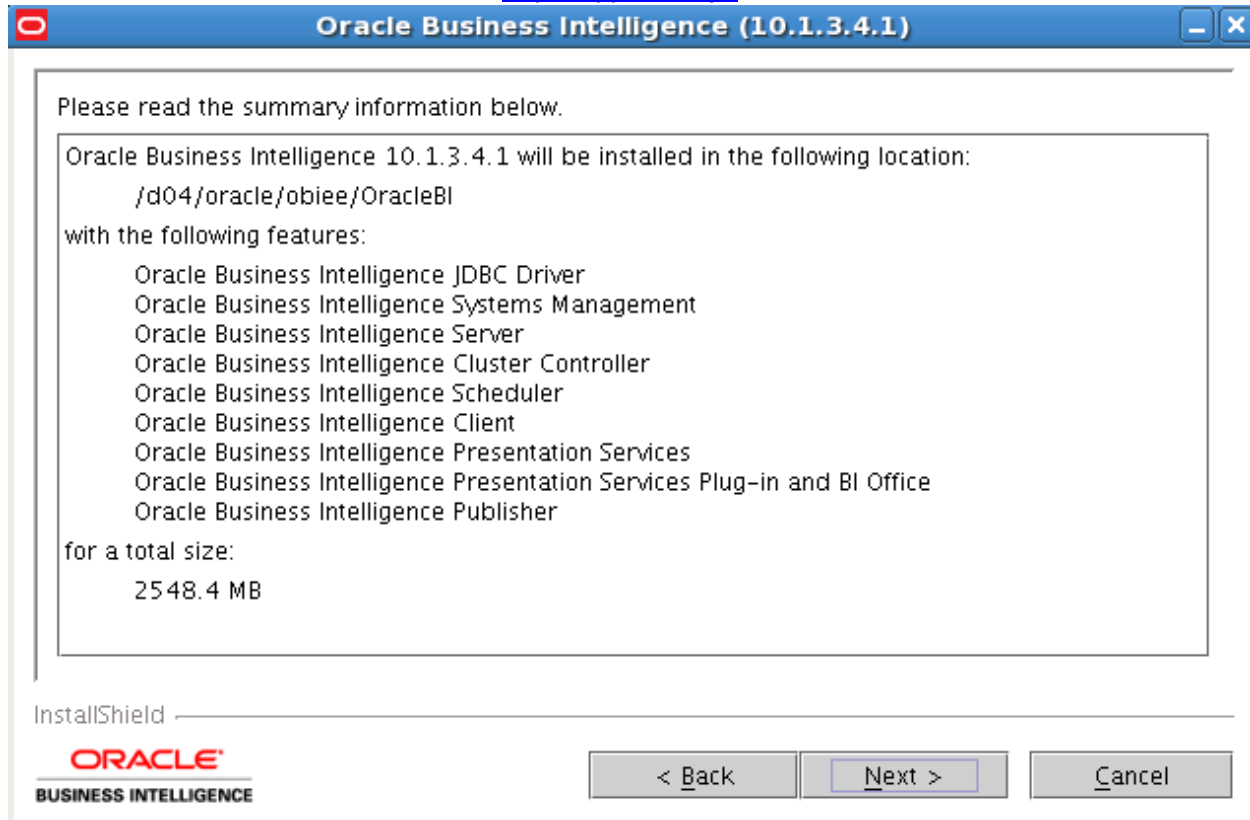 Oracle Business Intelligence (10.1.3.4.1)
Please read the summary information below.
Oracle Business Intelligence 10.1.3.4.1 will be installed in the following location:
/d04/oracle/obiee/OracleBI
with the following features:
Oracle Business Intelligence JDBC Driver
Oracle Business Intelligence Systems Management
Oracle Business Intelligence Server
Oracle Business Intelligence Cluster Controller
Oracle Business Intelligence Scheduler
Oracle Business Intelligence Client
Oracle Business Intelligence Presentation Services
Oracle Business Intelligence Presentation Services Plug-in and BI Office
Oracle Business Intelligence Publisher
for a total size:
2548.4 MB
InstallShield
ORACLE
BUSINESS INTELLIGENCE
< Back Next > Cancel